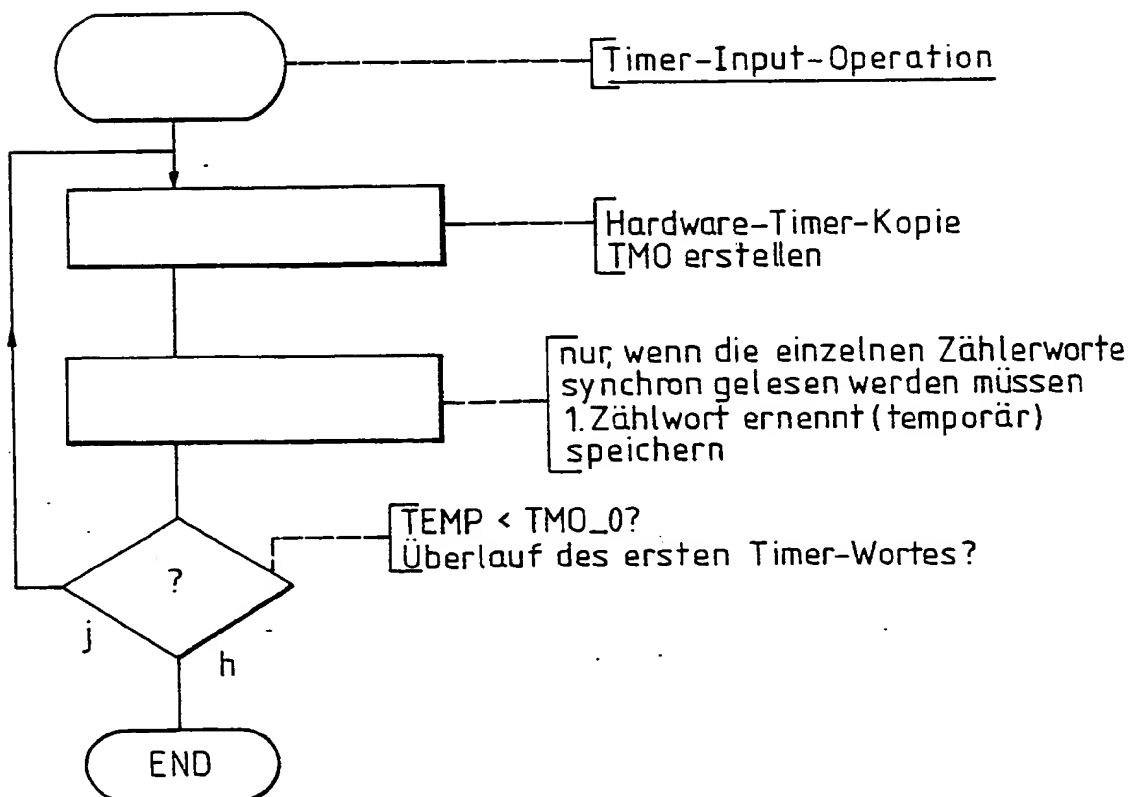 Timer-Input-Operation
Hardware-Timer-Kopie
TMO erstellen
nur, wenn die einzelnen Zählerworte
synchron gelesen werden müssen
1. Zählwort ernennt (temporär)
speichern
TEMP < TMO_0?
Überlauf des ersten Timer-Wortes?
?
j
h
END